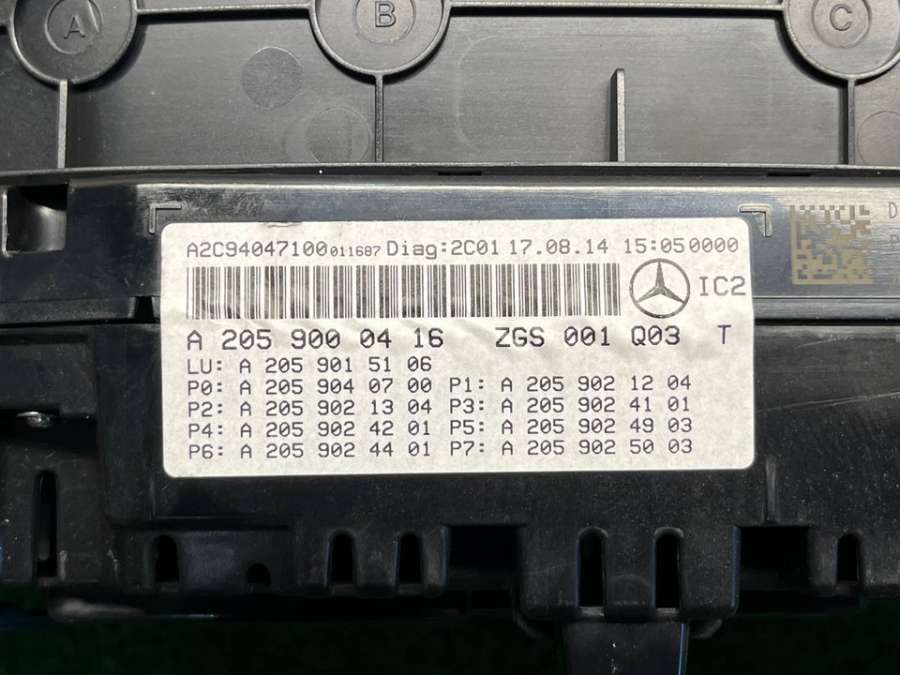 A B C
A2C94047100 011687 Diag:2C01 17.08.14 15:050000
IC2
A 205 900 04 16 ZGS 001 Q03 T
LU: A 205 901 51 06
P0: A 205 904 07 00 P1: A 205 902 12 04
P2: A 205 902 13 04 P3: A 205 902 41 01
P4: A 205 902 42 01 P5: A 205 902 49 03
P6: A 205 902 44 01 P7: A 205 902 50 03
D